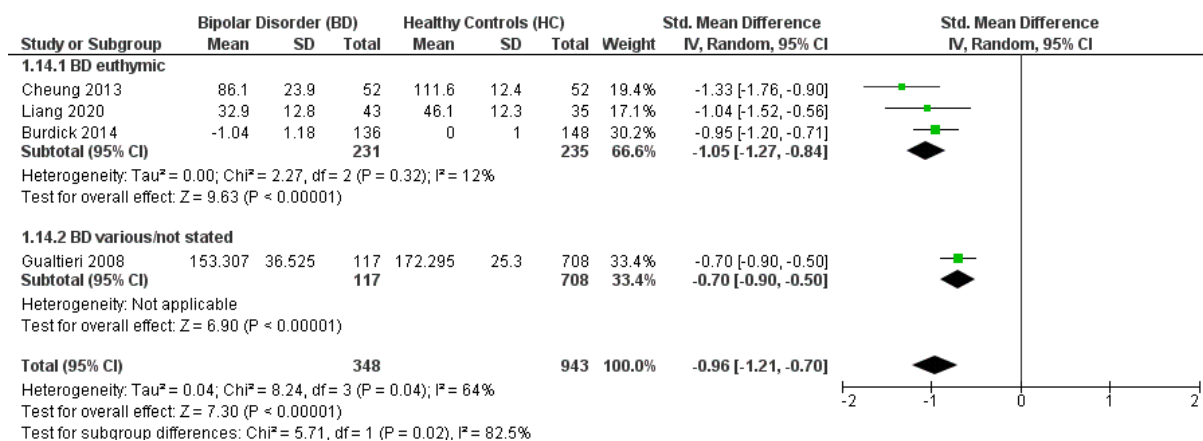 Bipolar Disorder (BD) Healthy Controls (HC) Std. Mean Difference Std. Mean Difference
Study or Subgroup Mean SD Total Mean SD Total Weight IV, Random, 95% CI IV, Random, 95% CI
1.14.1 BD euthymic
Cheung 2013 86.1 23.9 52 111.6 12.4 52 19.4% -1.33 [-1.76, -0.90]
Liang 2020 32.9 12.8 43 46.1 12.3 35 17.1% -1.04 [-1.52, -0.56]
Burdick 2014 -1.04 1.18 136 0 1 148 30.2% -0.95 [-1.20, -0.71]
Subtotal (95% CI) 231 235 66.6% -1.05 [-1.27, -0.84]
Heterogeneity: Tau² = 0.00; Chi² = 2.27, df = 2 (P = 0.32); I² = 12%
Test for overall effect: Z = 9.63 (P < 0.00001)
1.14.2 BD various/not stated
Gualtieri 2008 153.307 36.525 117 172.295 25.3 708 33.4% -0.70 [-0.90, -0.50]
Subtotal (95% CI) 117 708 33.4% -0.70 [-0.90, -0.50]
Heterogeneity: Not applicable
Test for overall effect: Z = 6.90 (P < 0.00001)
Total (95% CI) 348 943 100.0% -0.96 [-1.21, -0.70]
Heterogeneity: Tau² = 0.04; Chi² = 8.24, df = 3 (P = 0.04); I² = 64%
-2 -1 0 1 2
Test for overall effect: Z = 7.30 (P < 0.00001)
Test for subgroup differences: Chi² = 5.71, df = 1 (P = 0.02), I² = 82.5%